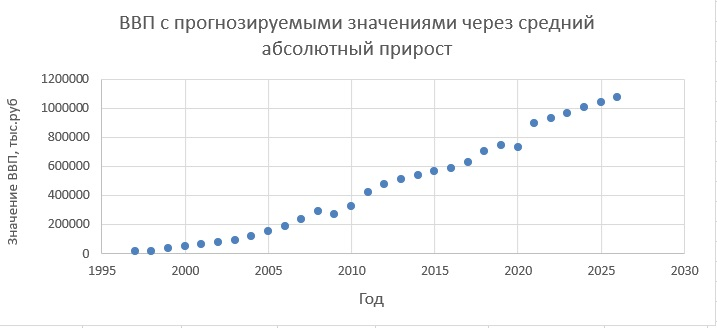 ВВП с прогнозируемыми значениями через средний
абсолютный прирост
Значение ВВП, тыс.руб
1200000
1000000
800000
600000
400000
200000
0
1995 2000 2005 2010 2015 2020 2025 2030
Год